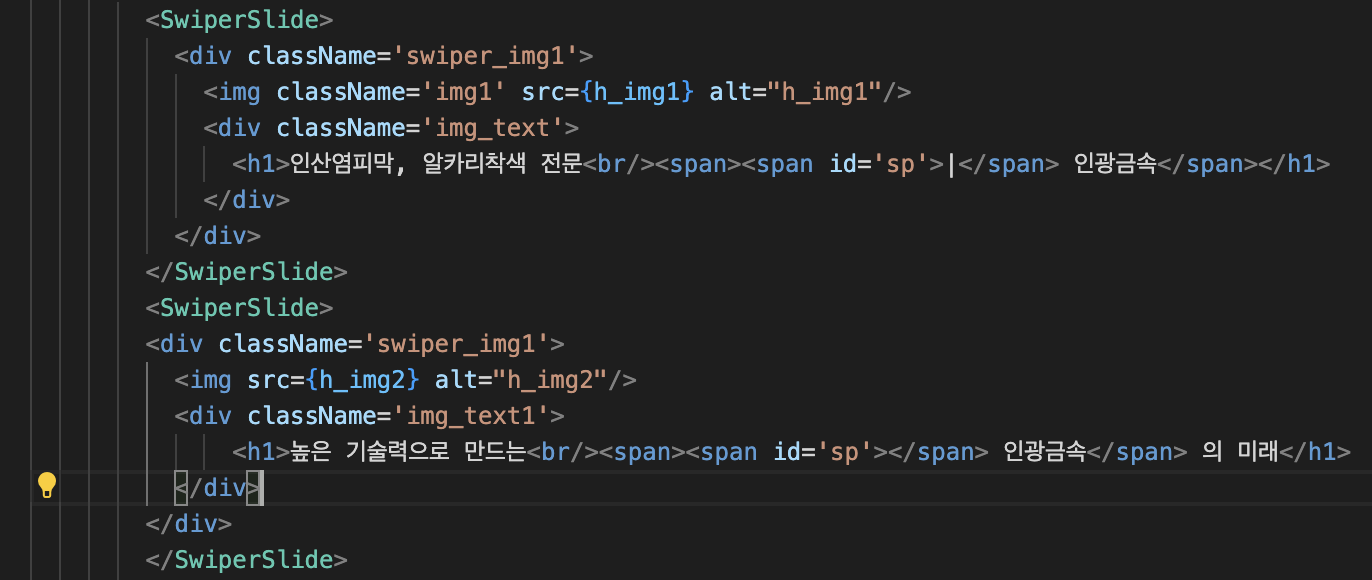 <SwiperSlide>
<div className='swiper_img1'>
<img className='img1' src={h_img1} alt="h_img1"/>
<div className='img_text'>
<h1>인산염피막, 알카리착색 전문<br/><span><span id='sp'>|</span> 인광금속</span></h1>
</div>
</div>
</SwiperSlide>
<SwiperSlide>
<div className='swiper_img1'>
<img src={h_img2} alt="h_img2"/>
<div className='img_text1'>
<h1>높은 기술력으로 만드는<br/><span><span id='sp'></span> 인광금속</span> 의 미래</h1>
</div>
</div>
</SwiperSlide>